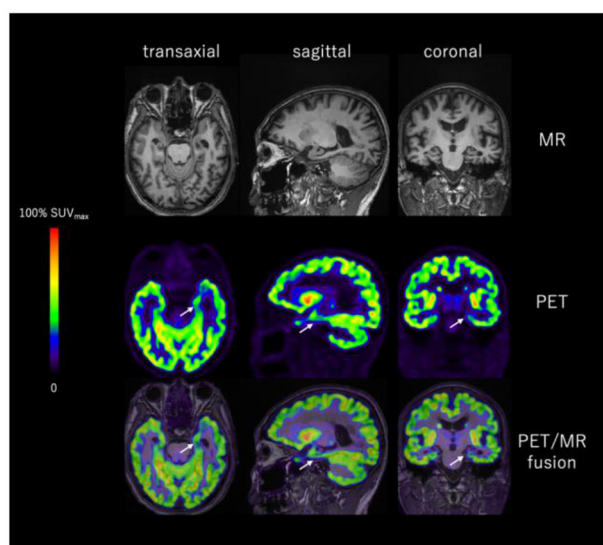 transaxial sagittal coronal
MR
100% SUVmax
PET
0
PET/MR
fusion